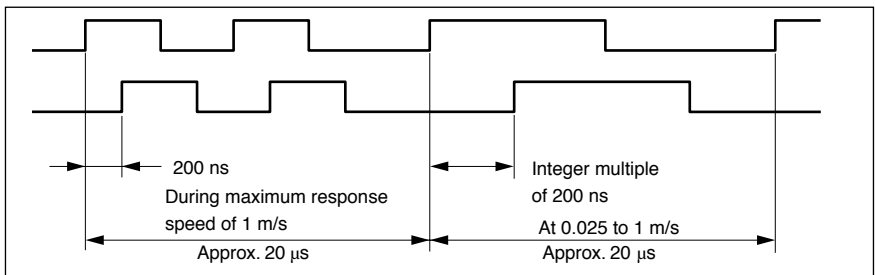 200 ns
During maximum response
speed of 1 m/s
Approx. 20 μs
Integer multiple
of 200 ns
At 0.025 to 1 m/s
Approx. 20 μs